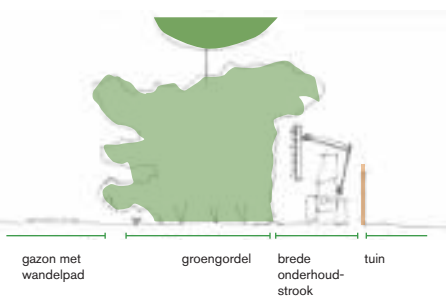 gazon met
wandelpad
groengordel
brede
onderhoud-
strook
tuin